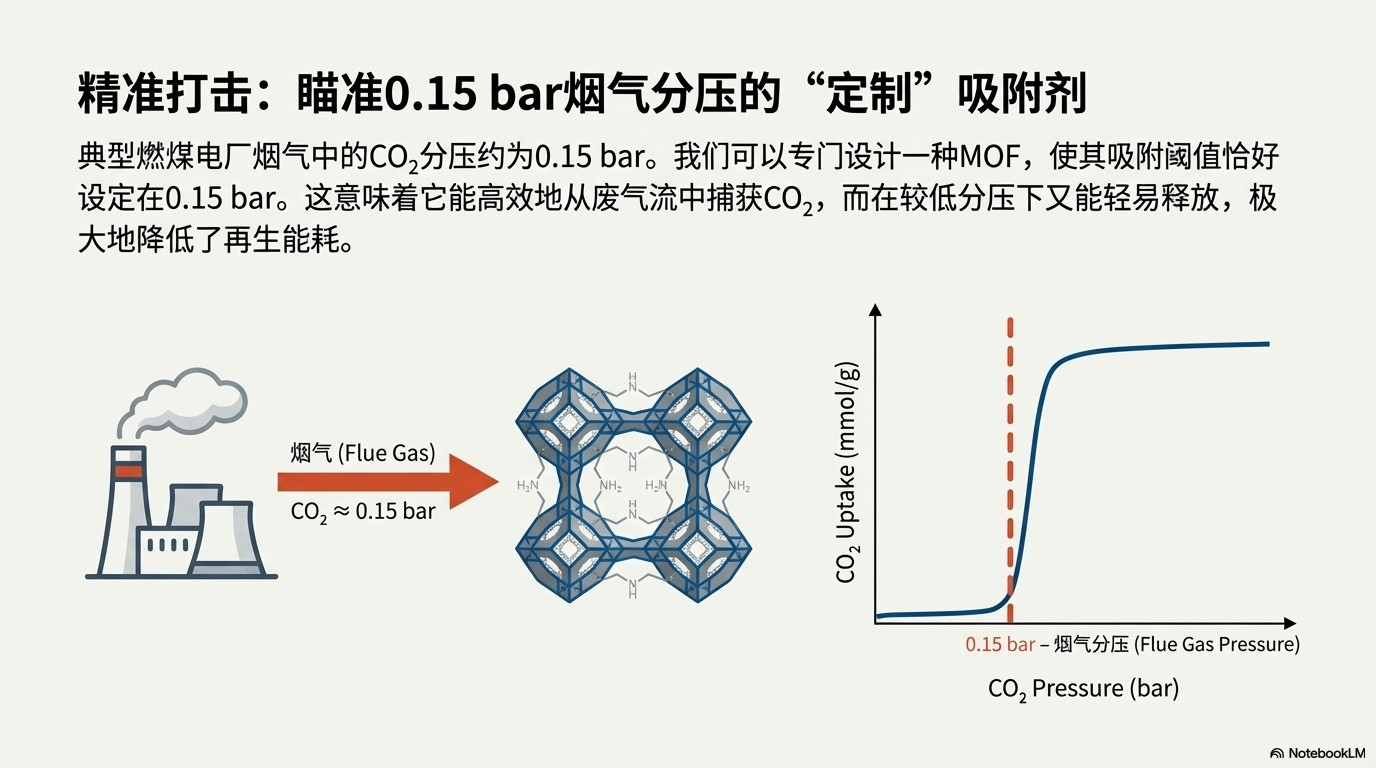 精准打击：瞄准0.15 bar烟气分压的“定制”吸附剂
典型燃煤电厂烟气中的CO₂分压约为0.15 bar。我们可以专门设计一种MOF，使其吸附阈值恰好
设定在0.15 bar。这意味着它能高效地从废气流中捕获CO₂，而在较低分压下又能轻易释放，极
大地降低了再生能耗。
烟气 (Flue Gas)
CO₂ ≈ 0.15 bar
H
N
N
H
H₂N
NH₂
H₂N
NH₂
H
N
N
H
CO₂ Uptake (mmol/g)
0.15 bar – 烟气分压 (Flue Gas Pressure)
CO₂ Pressure (bar)
NotebookLM